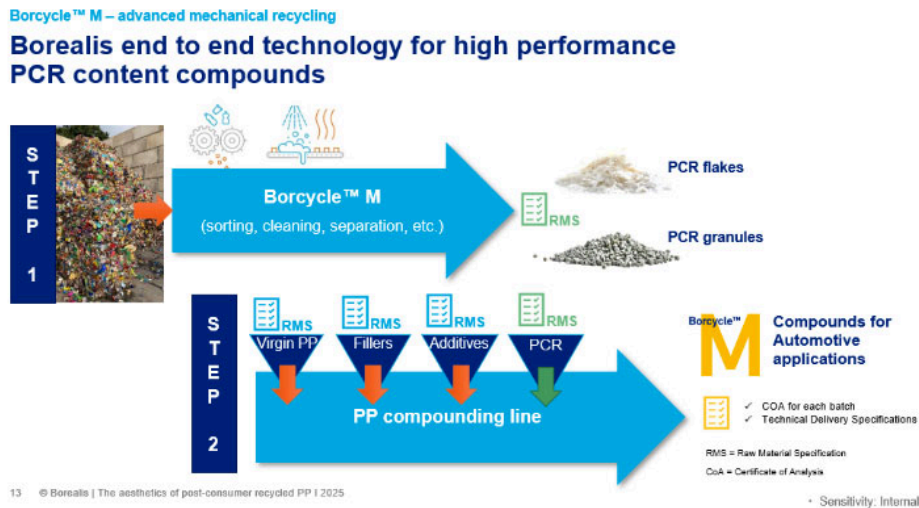 Borcycle™ M – advanced mechanical recycling
Borealis end to end technology for high performance
PCR content compounds
STEP 1
Borcycle™ M
(sorting, cleaning, separation, etc.)
RMS
PCR flakes
PCR granules
STEP 2
RMS
RMS
RMS
RMS
Virgin PP
Fillers
Additives
PCR
PP compounding line
Borcycle™
M
Compounds for
Automotive
applications
✓ COA for each batch
✓ Technical Delivery Specifications
RMS = Raw Material Specification
CoA = Certificate of Analysis
13 © Borealis | The aesthetics of post-consumer recycled PP I 2025
• Sensitivity: Internal